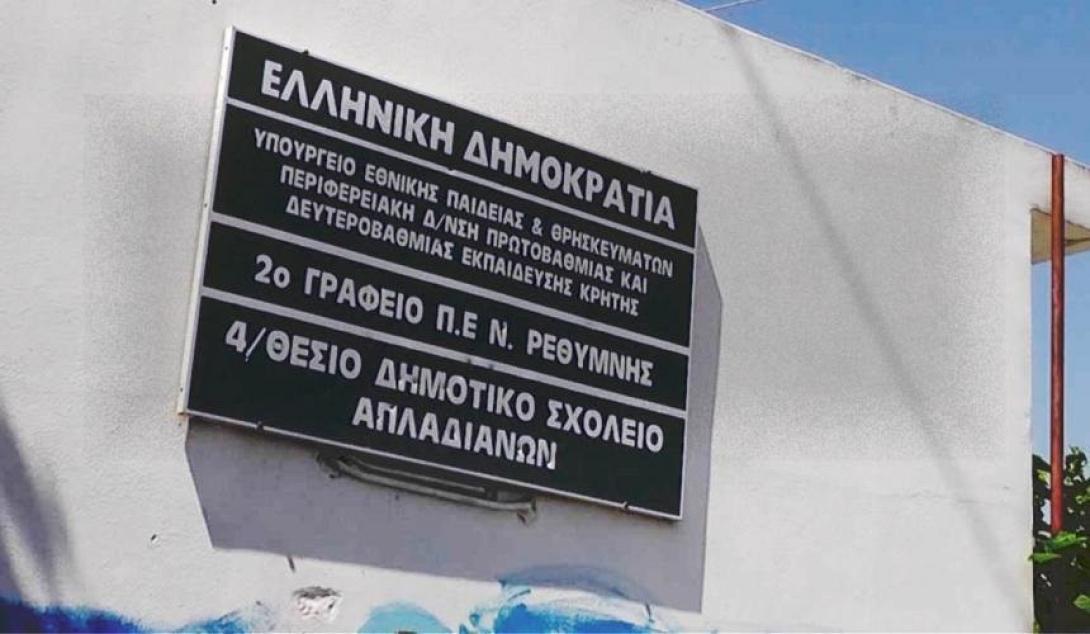 ΕΛΛΗΝΙΚΗ ΔΗΜΟΚΡΑΤΙΑ
ΥΠΟΥΡΓΕΙΟ ΕΘΝΙΚΗΣ ΠΑΙΔΕΙΑΣ & ΘΡΗΣΚΕΥΜΑΤΩΝ
ΠΕΡΙΦΕΡΕΙΑΚΗ Δ/ΝΣΗ ΠΡΩΤΟΒΑΘΜΙΑΣ ΚΑΙ
ΔΕΥΤΕΡΟΒΑΘΜΙΑΣ ΕΚΠΑΙΔΕΥΣΗΣ ΚΡΗΤΗΣ
2ο ΓΡΑΦΕΙΟ Π.Ε Ν. ΡΕΘΥΜΝΗΣ
4/ΘΕΣΙΟ ΔΗΜΟΤΙΚΟ ΣΧΟΛΕΙΟ
ΑΠΛΑΔΙΑΝΩΝ